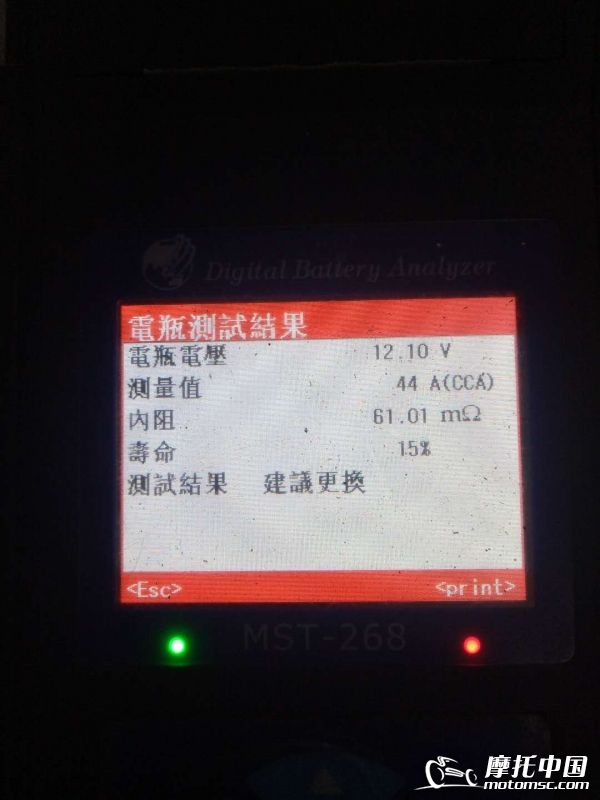 Digital Battery Analyzer
電瓶測試結果
電瓶電壓 12.10 V
測量值 44 A(CCA)
內阻 61.01 mΩ
壽命 15%
測試結果 建議更換
<Esc> <print>
MST-268
摩托中国
motomsc.com